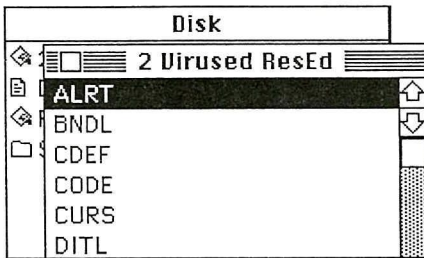 Disk
2 Virused ResEd
ALRT
BNDL
CDEF
CODE
CURS
DITL